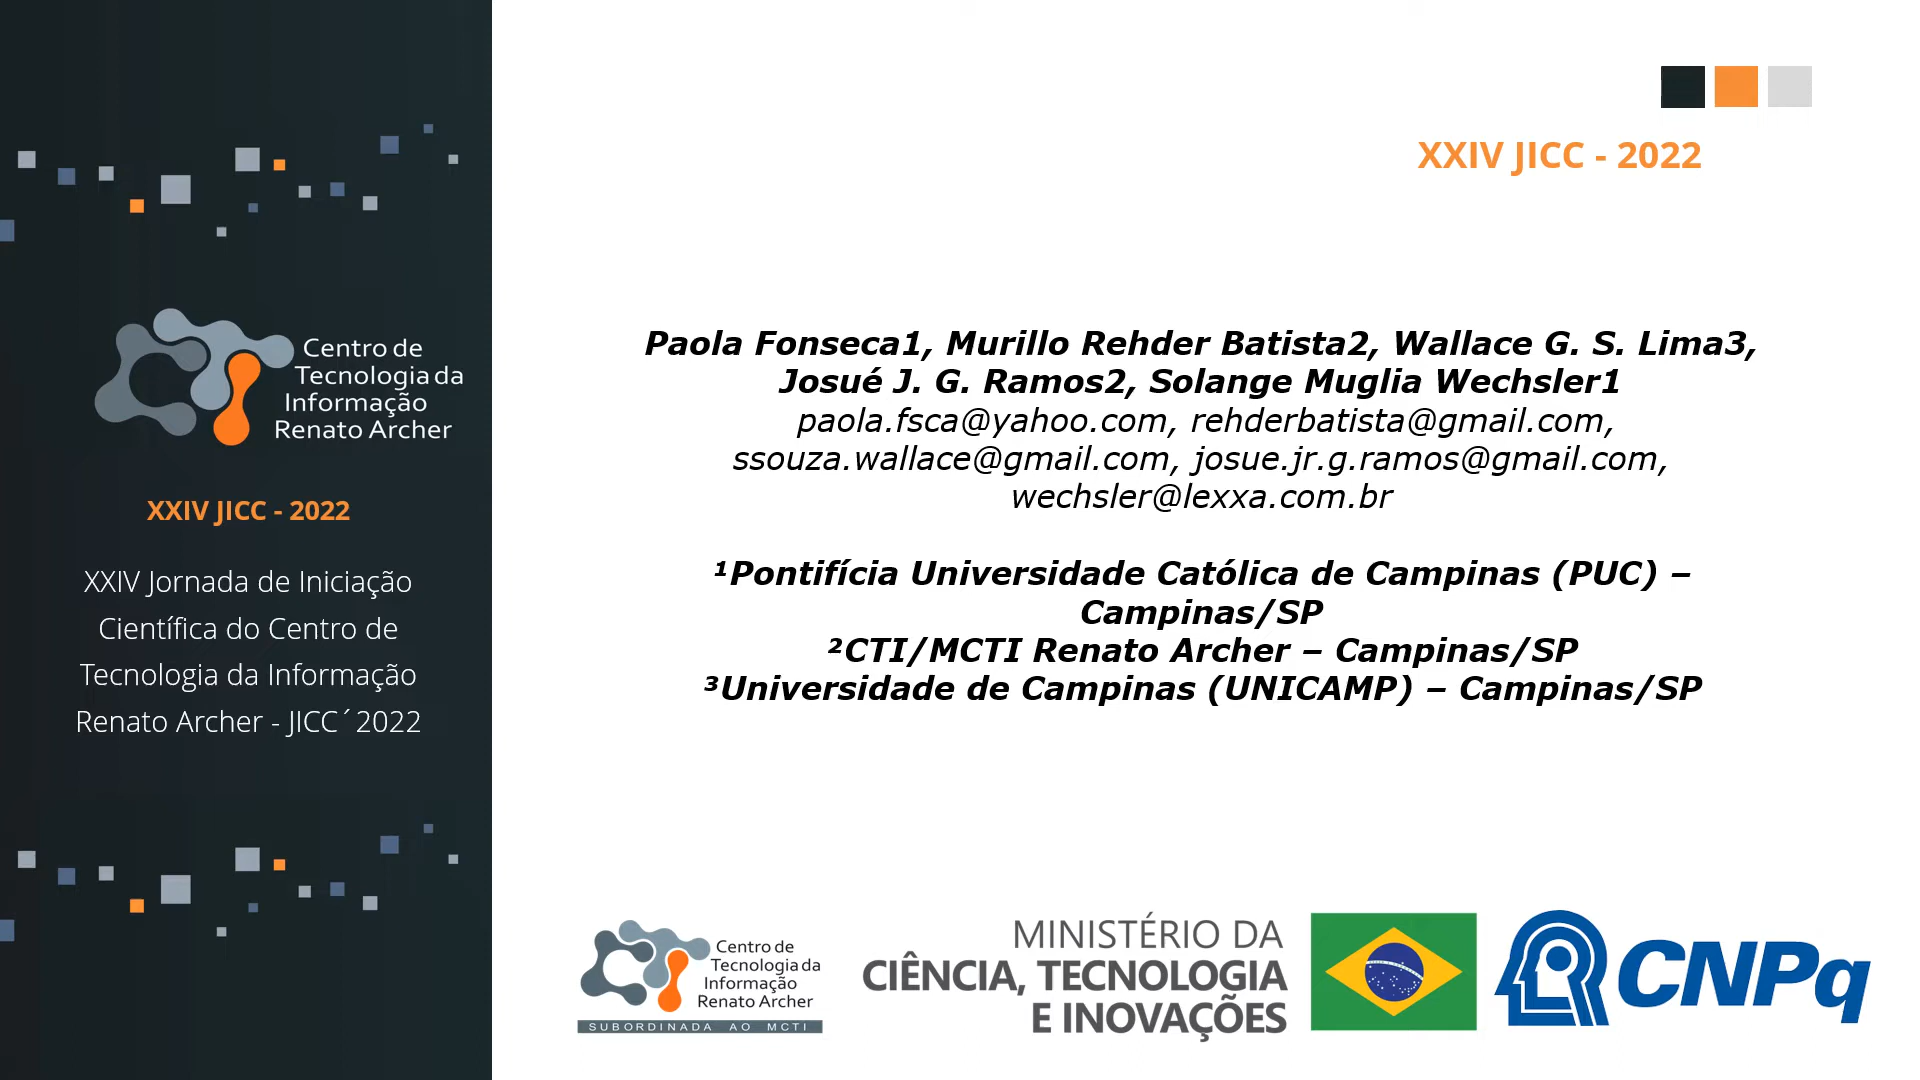 Centro de
Tecnologia da
Informação
Renato Archer
XXIV JICC - 2022
XXIV Jornada de Iniciação
Científica do Centro de
Tecnologia da Informação
Renato Archer - JICC´2022
XXIV JICC - 2022
Paola Fonseca1, Murillo Rehder Batista2, Wallace G. S. Lima3,
Josué J. G. Ramos2, Solange Muglia Wechsler1
paola.fsca@yahoo.com, rehderbatista@gmail.com,
ssouza.wallace@gmail.com, josue.jr.g.ramos@gmail.com,
wechsler@lexxa.com.br
¹Pontifícia Universidade Católica de Campinas (PUC) –
Campinas/SP
²CTI/MCTI Renato Archer – Campinas/SP
³Universidade de Campinas (UNICAMP) – Campinas/SP
Centro de
Tecnologia da
Informação
Renato Archer
SUBORDINADA AO MCTI
MINISTÉRIO DA
CIÊNCIA, TECNOLOGIA
E INOVAÇÕES
CNPq